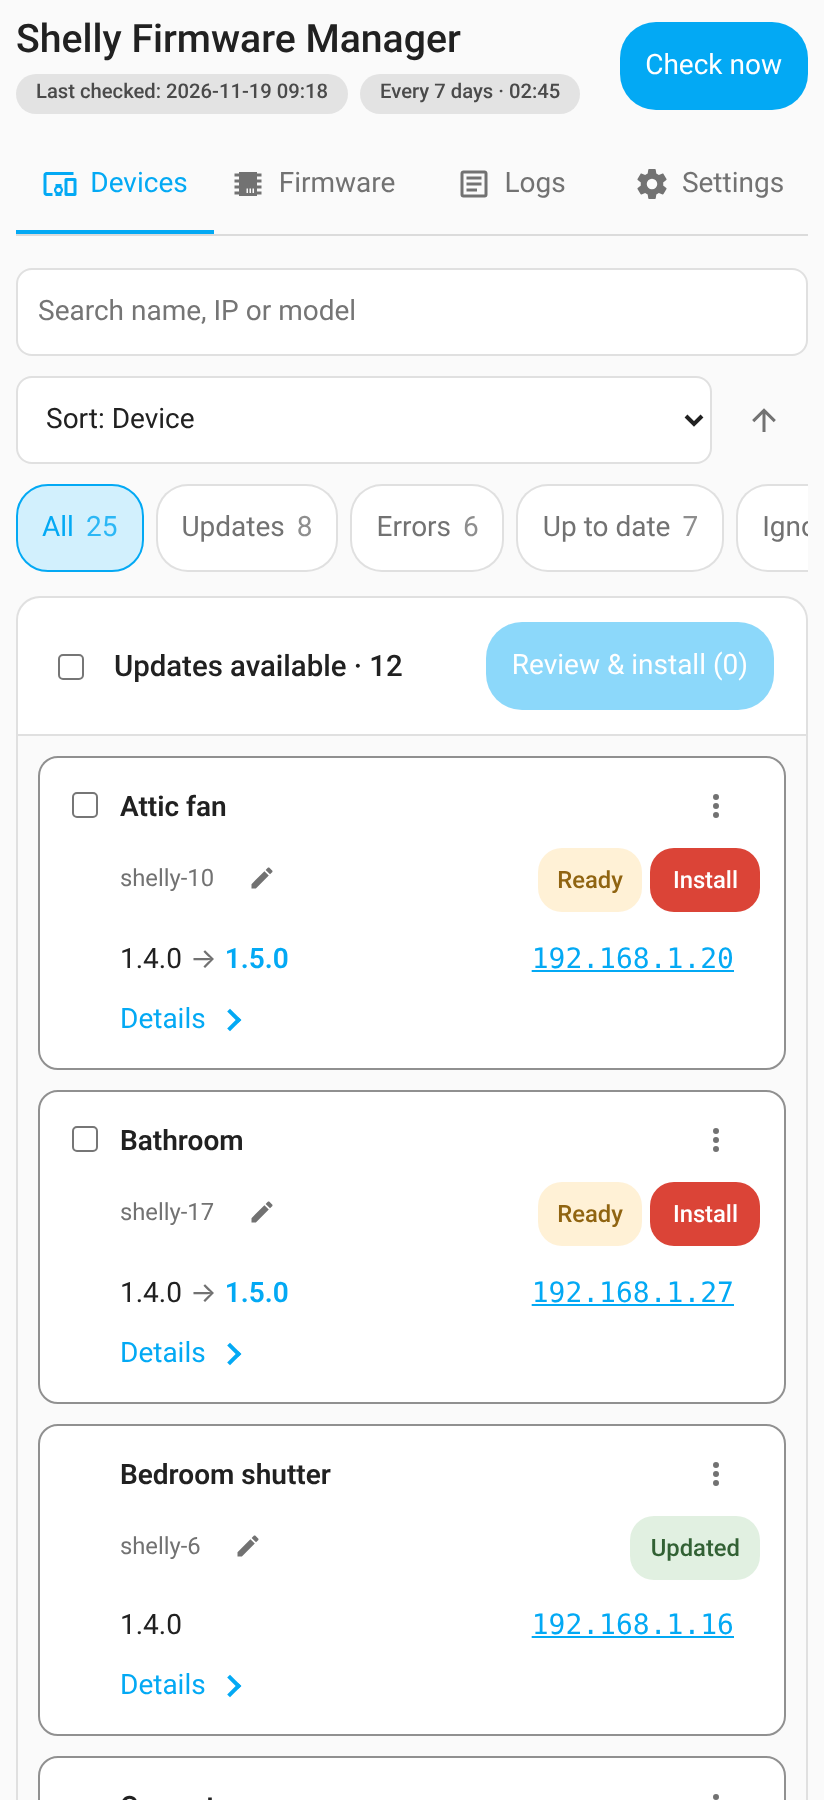 Shelly Firmware Manager
Check now
Last checked: 2026-11-19 09:18
Every 7 days · 02:45
Devices
Firmware
Logs
Settings
Search name, IP or model
Sort: Device
All 25
Updates 8
Errors 6
Up to date 7
Updates available · 12
Review & install (0)
Attic fan
shelly-10
Ready
Install
1.4.0 → 1.5.0
192.168.1.20
Details
Bathroom
shelly-17
Ready
Install
1.4.0 → 1.5.0
192.168.1.27
Details
Bedroom shutter
shelly-6
Updated
1.4.0
192.168.1.16
Details